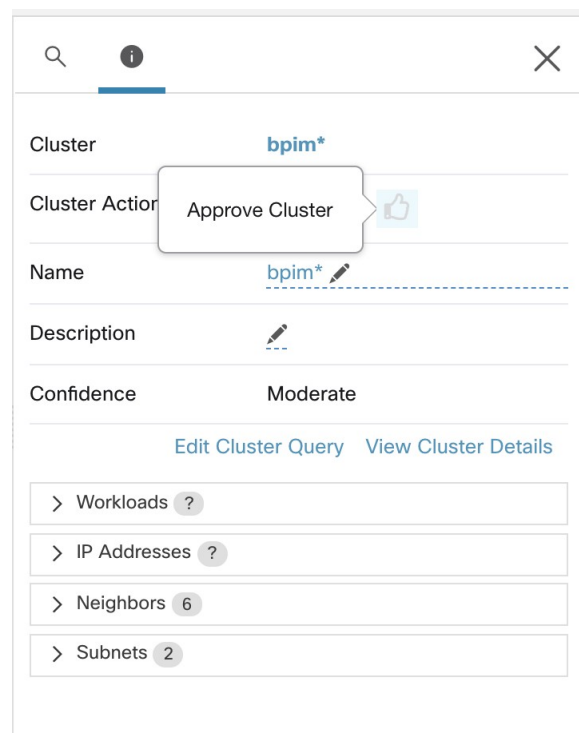 Cluster bpim*
Cluster Action
Approve Cluster
Name bpim*
Description
Confidence Moderate
Edit Cluster Query View Cluster Details
Workloads ?
IP Addresses ?
Neighbors 6
Subnets 2